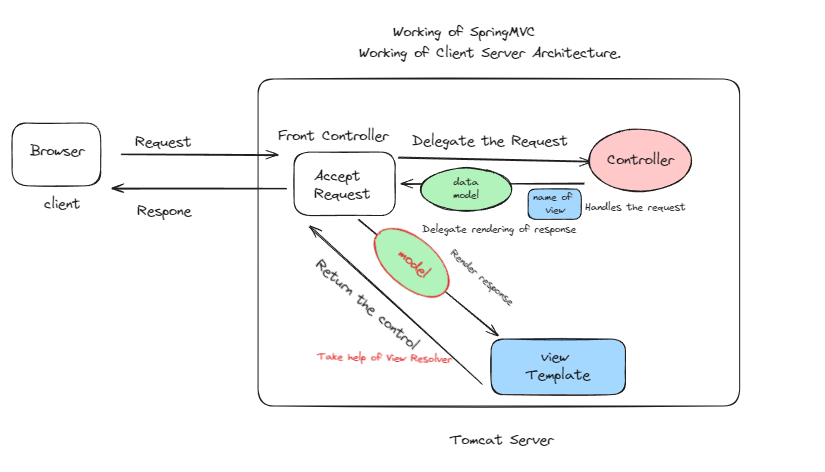 Working of SpringMVC
Working of Client Server Architecture.
Browser
client
Request
Respone
Front Controller
Accept
Request
Delegate the Request
Controller
data
model
name of
view
Handles the request
Delegate rendering of response
model
Render response
Return the control
Take help of View Resolver
view
Template
Tomcat Server